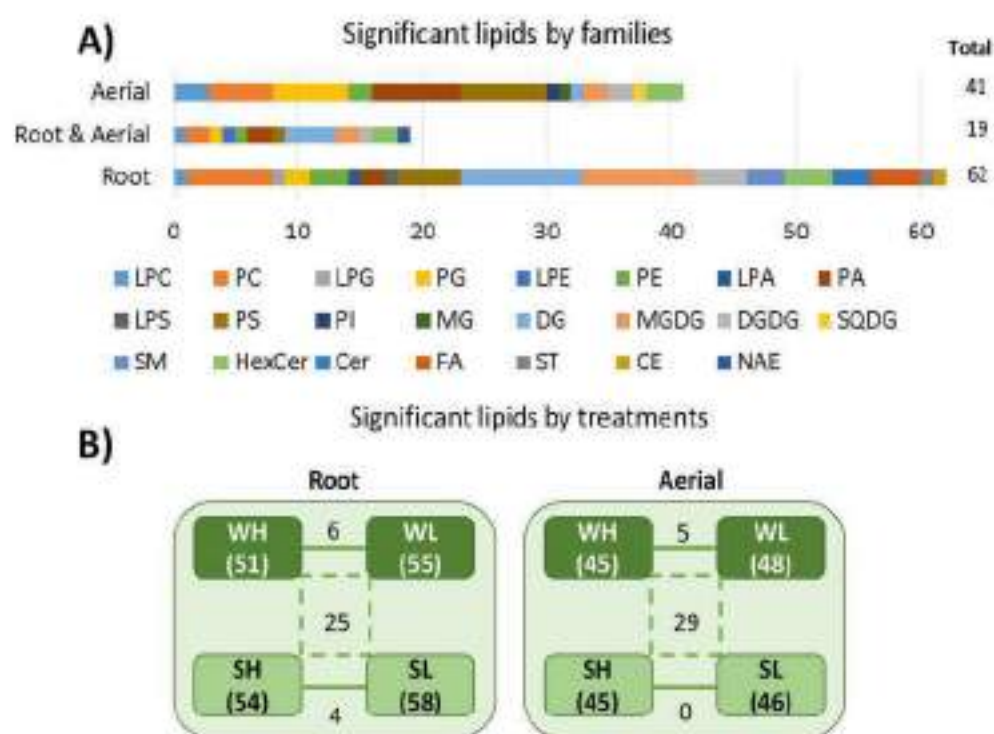 A)
Significant lipids by families
Total
Aerial 41
Root & Aerial 19
Root 62
0 10 20 30 40 50 60
LPC PC LPG PG LPE PE LPA PA
LPS PS PI MG DG MGDG DGDG SQDG
SM HexCer Cer FA ST CE NAE
Significant lipids by treatments
B)
Root Aerial
WH 6 WL WH 5 WL
(51) (55) (45) (48)
25 29
SH SL SH SL
(54) (58) (45) (46)
4 0